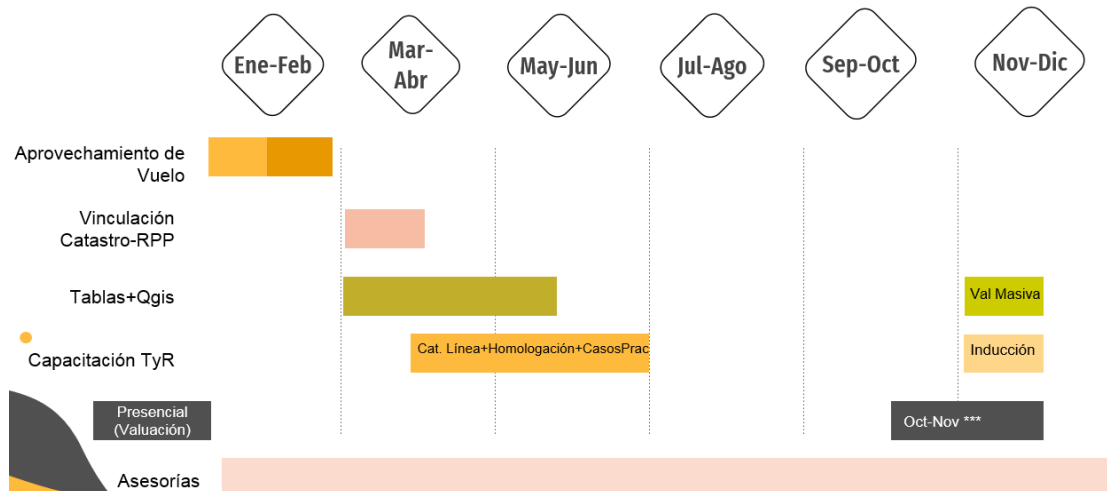 Ene-Feb
Mar-
Abr
May-Jun
Jul-Ago
Sep-Oct
Nov-Dic
Aprovechamiento de
Vuelo
Vinculación
Catastro-RPP
Tablas+Qgis
Val Masiva
Capacitación TyR
Cat. Línea+Homologación+CasosPrac
Inducción
Presencial
(Valuación)
Oct-Nov ***
Asesorías